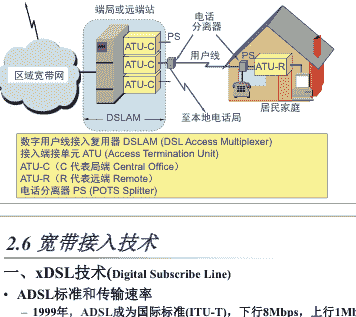 端局或远端站
电话
分离器
PS
ATU-C
ATU-C
ATU-C
用户线
PS
ATU-R
区域宽带网
居民家庭
DSLAM
至本地电话局
数字用户线接入复用器 DSLAM (DSL Access Multiplexer)
接入端接单元 ATU (Access Termination Unit)
ATU-C（C 代表局端 Central Office）
ATU-R（R 代表远端 Remote）
电话分离器 PS (POTS Splitter)
2.6 宽带接入技术
一、xDSL技术(Digital Subscribe Line)
• ADSL标准和传输速率
– 1999年，ADSL成为国际标准(ITU-T)，下行8Mbps，上行1Mb